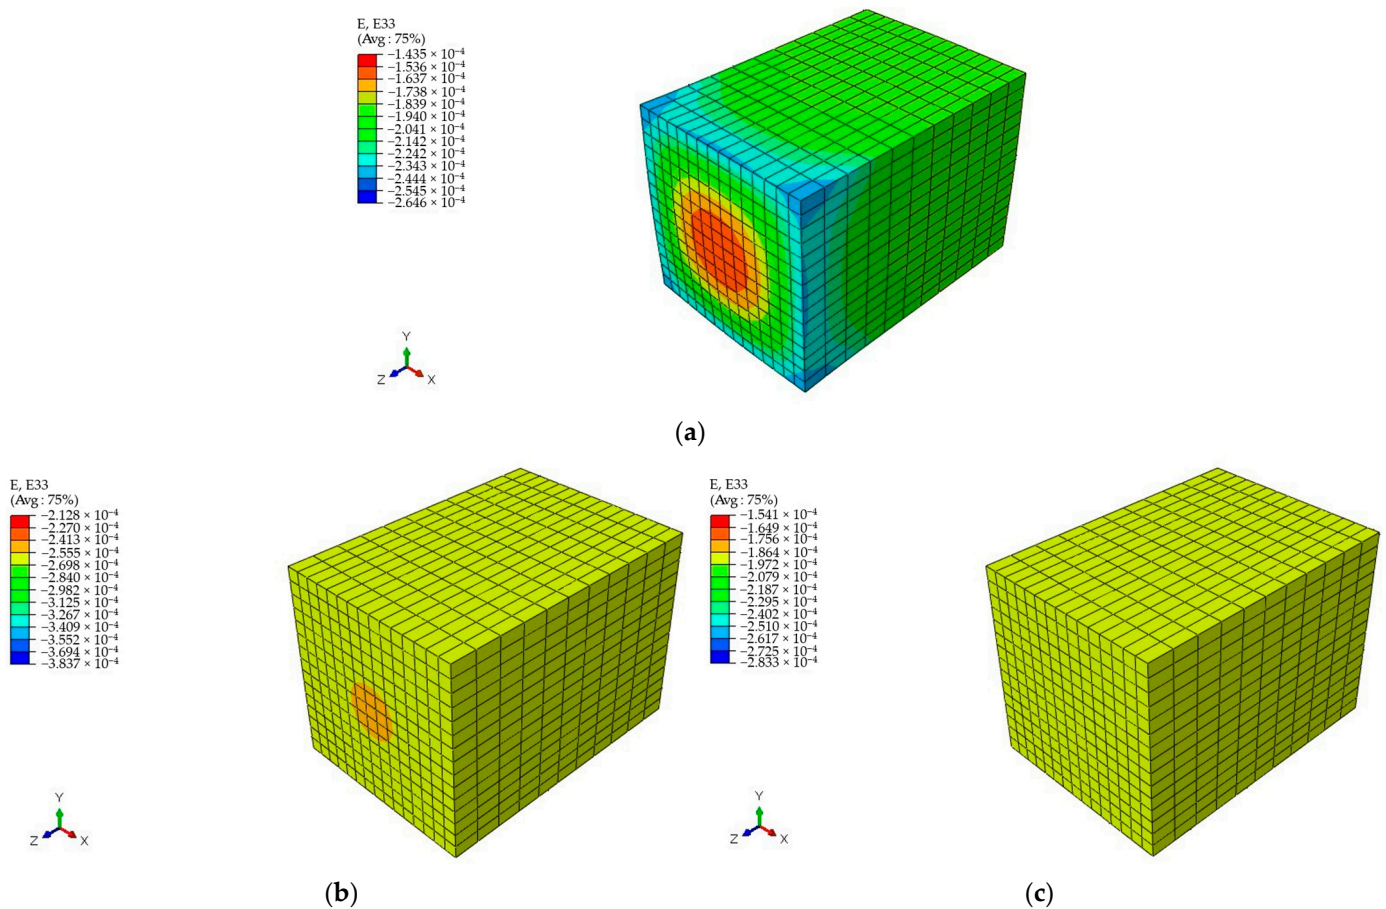 E, E33
(Avg : 75%)
−1.435 × 10⁻⁴
−1.536 × 10⁻⁴
−1.637 × 10⁻⁴
−1.738 × 10⁻⁴
−1.839 × 10⁻⁴
−1.940 × 10⁻⁴
−2.041 × 10⁻⁴
−2.142 × 10⁻⁴
−2.242 × 10⁻⁴
−2.343 × 10⁻⁴
−2.444 × 10⁻⁴
−2.545 × 10⁻⁴
−2.646 × 10⁻⁴
Y
Z X
(a)
E, E33
(Avg : 75%)
−2.128 × 10⁻⁴
−2.270 × 10⁻⁴
−2.413 × 10⁻⁴
−2.555 × 10⁻⁴
−2.698 × 10⁻⁴
−2.840 × 10⁻⁴
−2.982 × 10⁻⁴
−3.125 × 10⁻⁴
−3.267 × 10⁻⁴
−3.409 × 10⁻⁴
−3.552 × 10⁻⁴
−3.694 × 10⁻⁴
−3.837 × 10⁻⁴
Y
Z X
(b)
E, E33
(Avg : 75%)
−1.541 × 10⁻⁴
−1.649 × 10⁻⁴
−1.756 × 10⁻⁴
−1.864 × 10⁻⁴
−1.972 × 10⁻⁴
−2.079 × 10⁻⁴
−2.187 × 10⁻⁴
−2.295 × 10⁻⁴
−2.402 × 10⁻⁴
−2.510 × 10⁻⁴
−2.617 × 10⁻⁴
−2.725 × 10⁻⁴
−2.833 × 10⁻⁴
Y
Z X
(c)